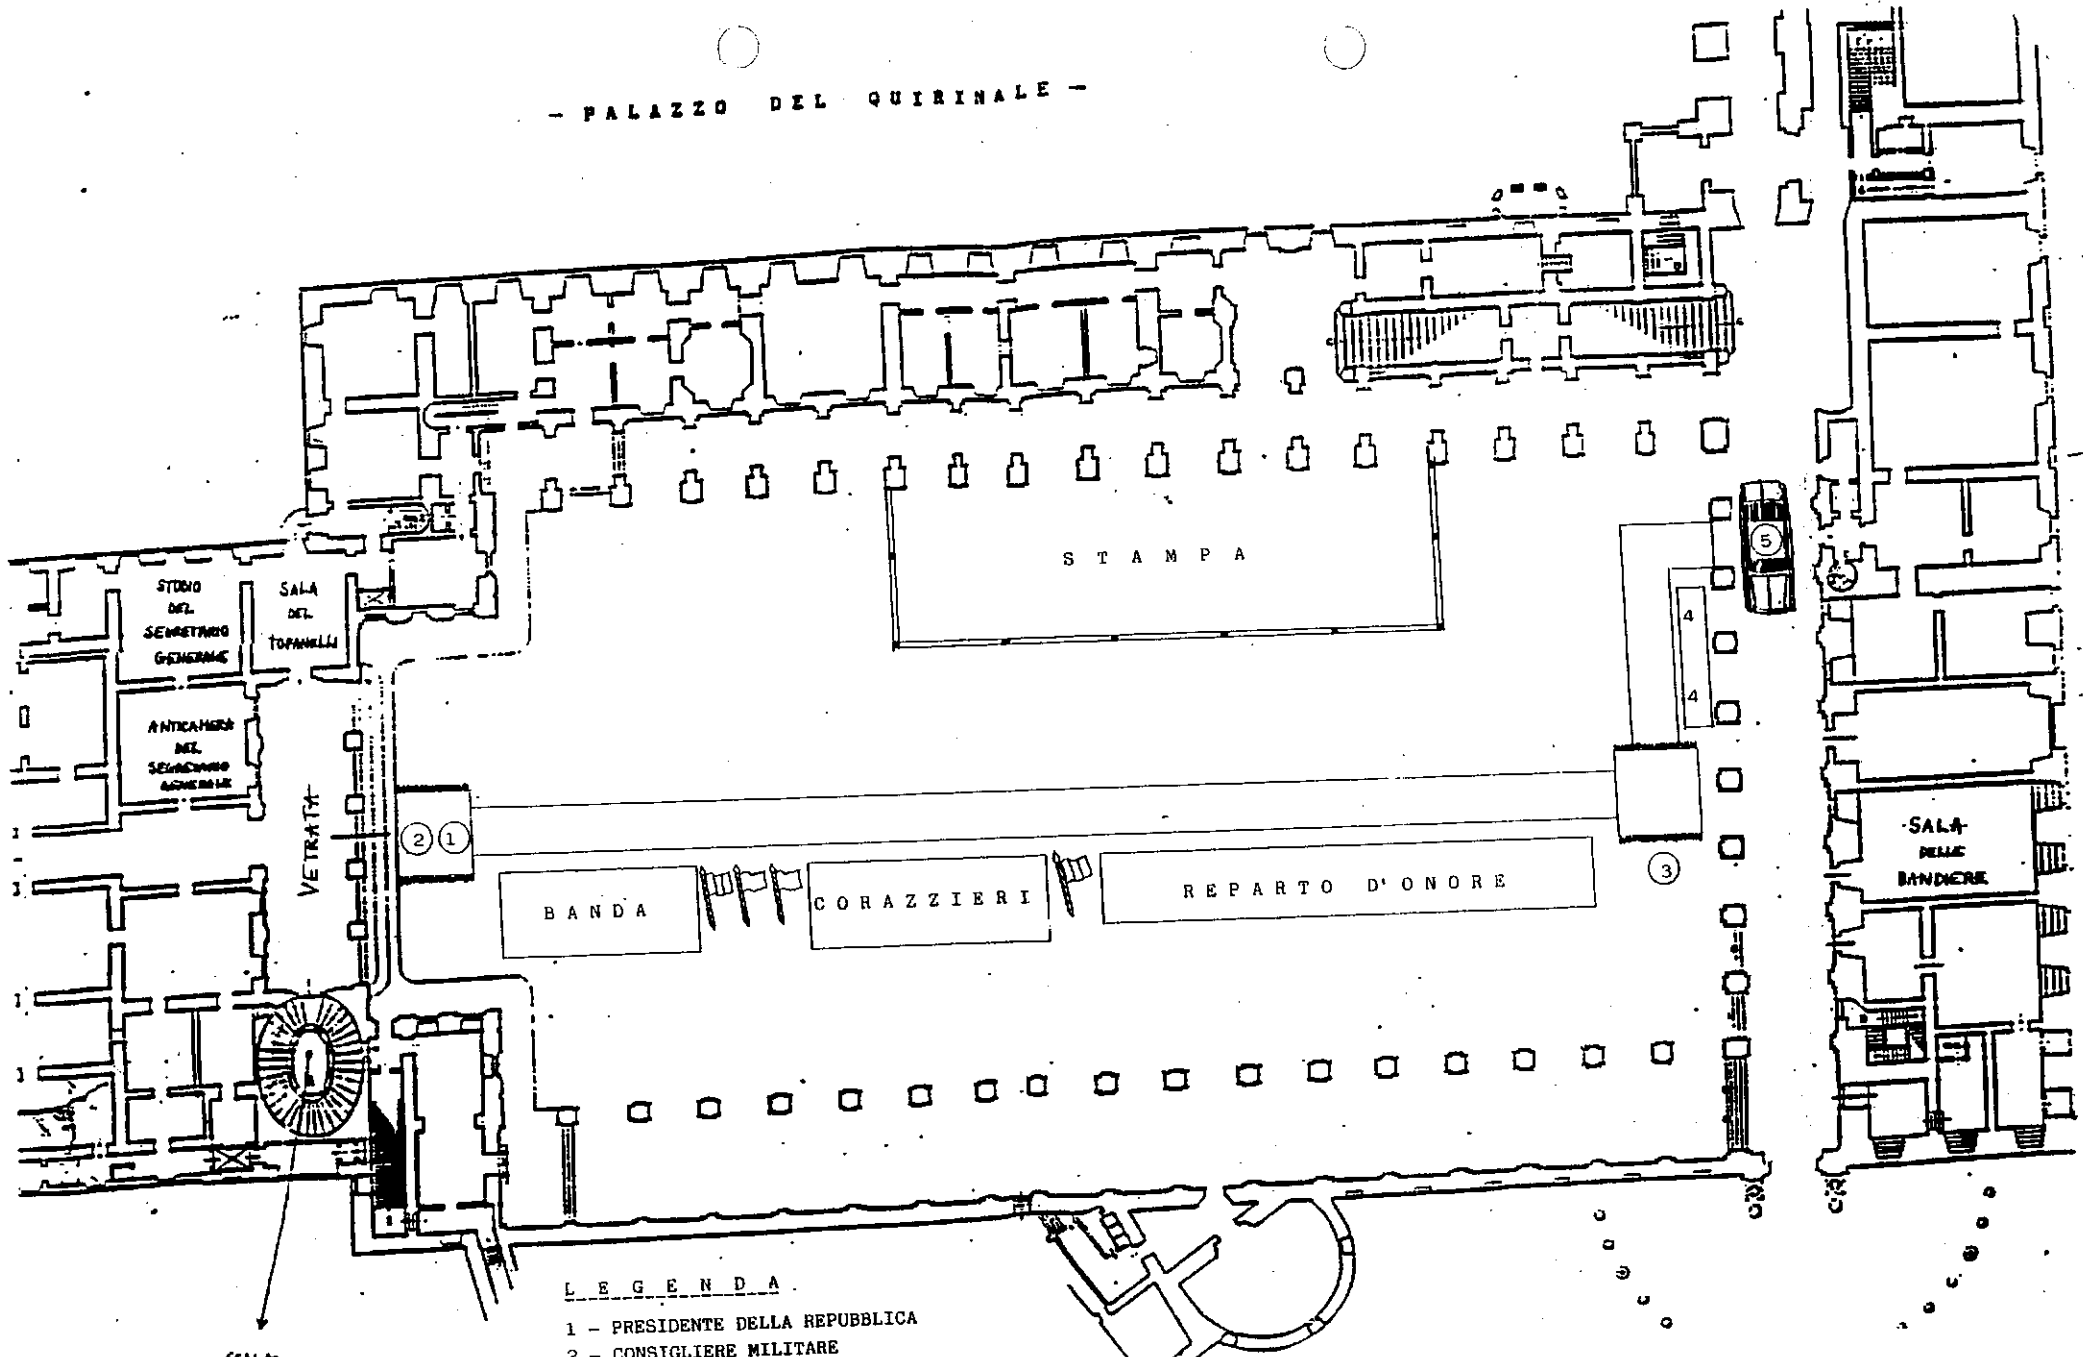 - PALAZZO DEL QUIRINALE -
STAMPA
5
4
4
STUDIO
DEL
SEGRETARIO
GENERALE
SALA
DEL
TOPANELLI
ANTICAMERA
DEL
SEGRETARIO
GENERALE
VETRATA
2 1
3
BANDA
CORAZZIERI
REPARTO D'ONORE
SALA
DELLE
BANDIERE
LEGENDA
1 - PRESIDENTE DELLA REPUBBLICA
2 - CONSIGLIERE MILITARE